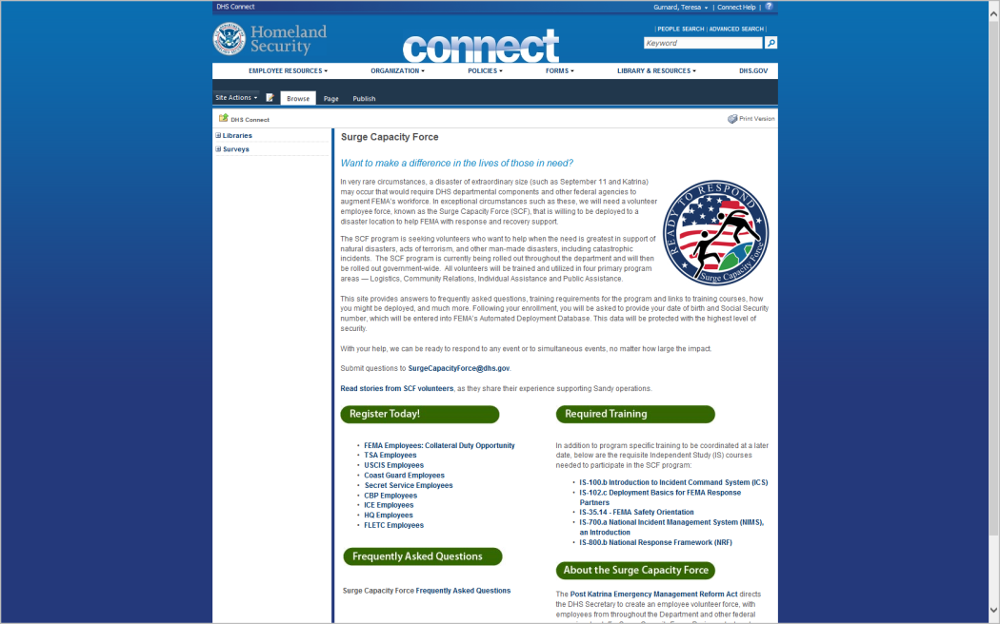 DHS Connect
Gurnard, Teresa | Connect Help | ?
Homeland
Security
connect
| PEOPLE SEARCH | ADVANCED SEARCH |
Keyword
EMPLOYEE RESOURCES ORGANIZATION POLICIES FORMS LIBRARY & RESOURCES DHS.GOV
Site Actions Browse Page Publish
DHS Connect
Print Version
Libraries
Surveys
Surge Capacity Force
Want to make a difference in the lives of those in need?
In very rare circumstances, a disaster of extraordinary size (such as September 11 and Katrina)
may occur that would require DHS departmental components and other federal agencies to
augment FEMA's workforce. In exceptional circumstances such as these, we will need a volunteer
employee force, known as the Surge Capacity Force (SCF), that is willing to be deployed to a
disaster location to help FEMA with response and recovery support.
READY TO RESPOND
Surge Capacity Force
The SCF program is seeking volunteers who want to help when the need is greatest in support of
natural disasters, acts of terrorism, and other man-made disasters, including catastrophic
incidents. The SCF program is currently being rolled out throughout the department and will then
be rolled out government-wide. All volunteers will be trained and utilized in four primary program
areas — Logistics, Community Relations, Individual Assistance and Public Assistance.
This site provides answers to frequently asked questions, training requirements for the program and links to training courses, how
you might be deployed, and much more. Following your enrollment, you will be asked to provide your date of birth and Social Security
number, which will be entered into FEMA's Automated Deployment Database. This data will be protected with the highest level of
security.
With your help, we can be ready to respond to any event or to simultaneous events, no matter how large the impact.
Submit questions to SurgeCapacityForce@dhs.gov.
Read stories from SCF volunteers, as they share their experience supporting Sandy operations.
Register Today!
• FEMA Employees: Collateral Duty Opportunity
• TSA Employees
• USCIS Employees
• Coast Guard Employees
• Secret Service Employees
• CBP Employees
• ICE Employees
• HQ Employees
• FLETC Employees
Frequently Asked Questions
Surge Capacity Force Frequently Asked Questions
Required Training
In addition to program specific training to be coordinated at a later
date, below are the requisite Independent Study (IS) courses
needed to participate in the SCF program:
• IS-100.b Introduction to Incident Command System (ICS)
• IS-102.c Deployment Basics for FEMA Response
Partners
• IS-35.14 - FEMA Safety Orientation
• IS-700.a National Incident Management System (NIMS),
an Introduction
• IS-800.b National Response Framework (NRF)
About the Surge Capacity Force
The Post Katrina Emergency Management Reform Act directs
the DHS Secretary to create an employee volunteer force, with
employees from throughout the Department and other federal